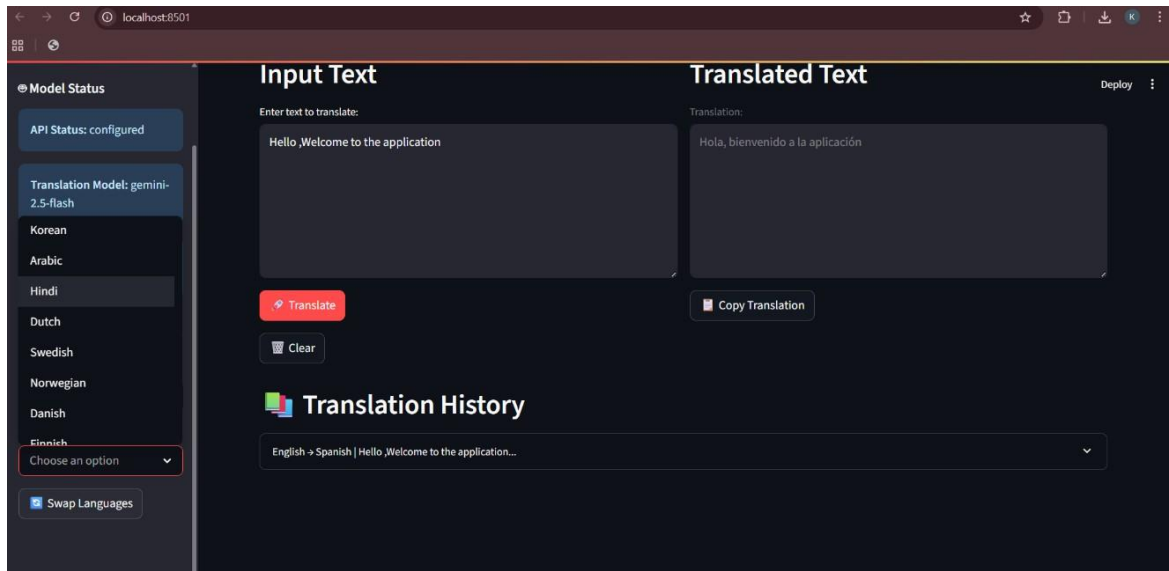 localhost:8501
K
Model Status
API Status: configured
Translation Model: gemini-
2.5-flash
Korean
Arabic
Hindi
Dutch
Swedish
Norwegian
Danish
Finnish
Choose an option
Swap Languages
Input Text
Enter text to translate:
Hello ,Welcome to the application
Translate
Clear
Translated Text
Deploy
Translation:
Hola, bienvenido a la aplicación
Copy Translation
Translation History
English → Spanish | Hello ,Welcome to the application...